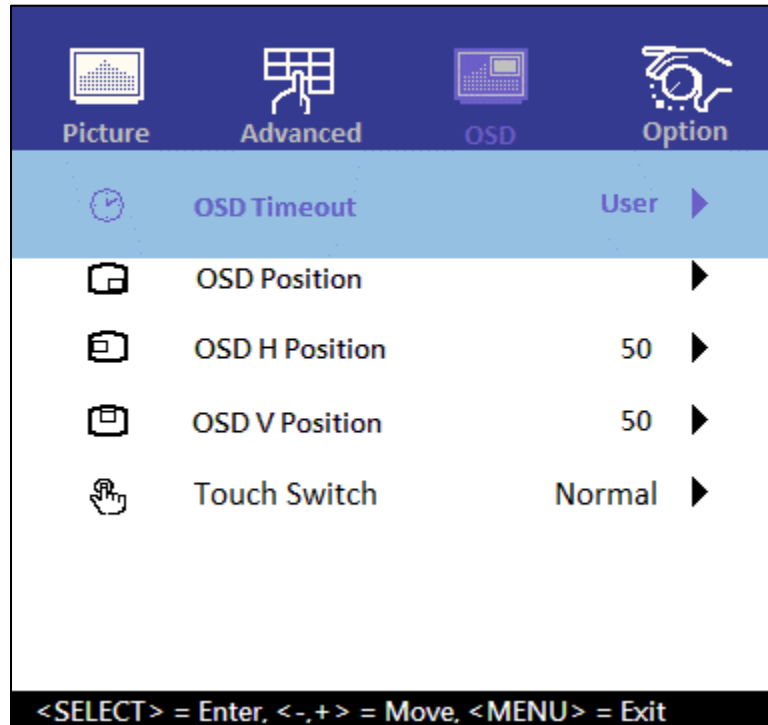 Picture Advanced OSD Option
OSD Timeout User
OSD Position
OSD H Position 50
OSD V Position 50
Touch Switch Normal
<SELECT> = Enter, <-,+> = Move, <MENU> = Exit